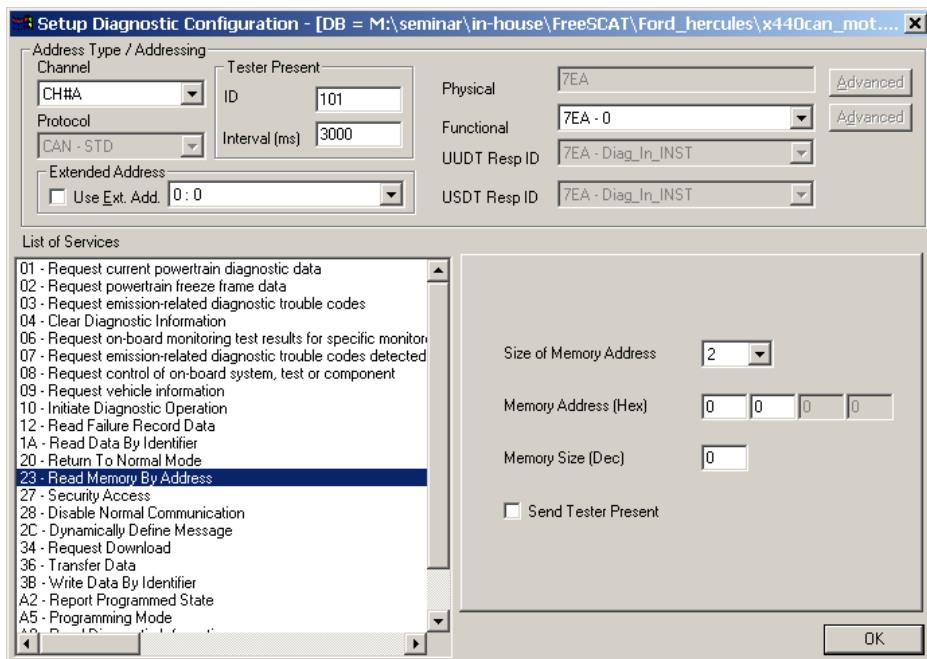 Setup Diagnostic Configuration - [DB = M:\seminar\in-house\FreeSCAT\Ford_hercules\x440can_mot....
Address Type / Addressing
Channel
CH#A
Protocol
CAN - STD
Tester Present
ID
101
Interval (ms)
3000
Extended Address
Use Ext. Add.
0 : 0
Physical
7EA
Advanced
Functional
7EA - 0
Advanced
UUDT Resp ID
7EA - Diag_In_INST
USDT Resp ID
7EA - Diag_In_INST
List of Services
01 - Request current powertrain diagnostic data
02 - Request powertrain freeze frame data
03 - Request emission-related diagnostic trouble codes
04 - Clear Diagnostic Information
06 - Request on-board monitoring test results for specific monitor
07 - Request emission-related diagnostic trouble codes detected
08 - Request control of on-board system, test or component
09 - Request vehicle information
10 - Initiate Diagnostic Operation
12 - Read Failure Record Data
1A - Read Data By Identifier
20 - Return To Normal Mode
23 - Read Memory By Address
27 - Security Access
28 - Disable Normal Communication
2C - Dynamically Define Message
34 - Request Download
36 - Transfer Data
3B - Write Data By Identifier
A2 - Report Programmed State
A5 - Programming Mode
Size of Memory Address
2
Memory Address (Hex)
0 0 0 0
Memory Size (Dec)
0
Send Tester Present
OK